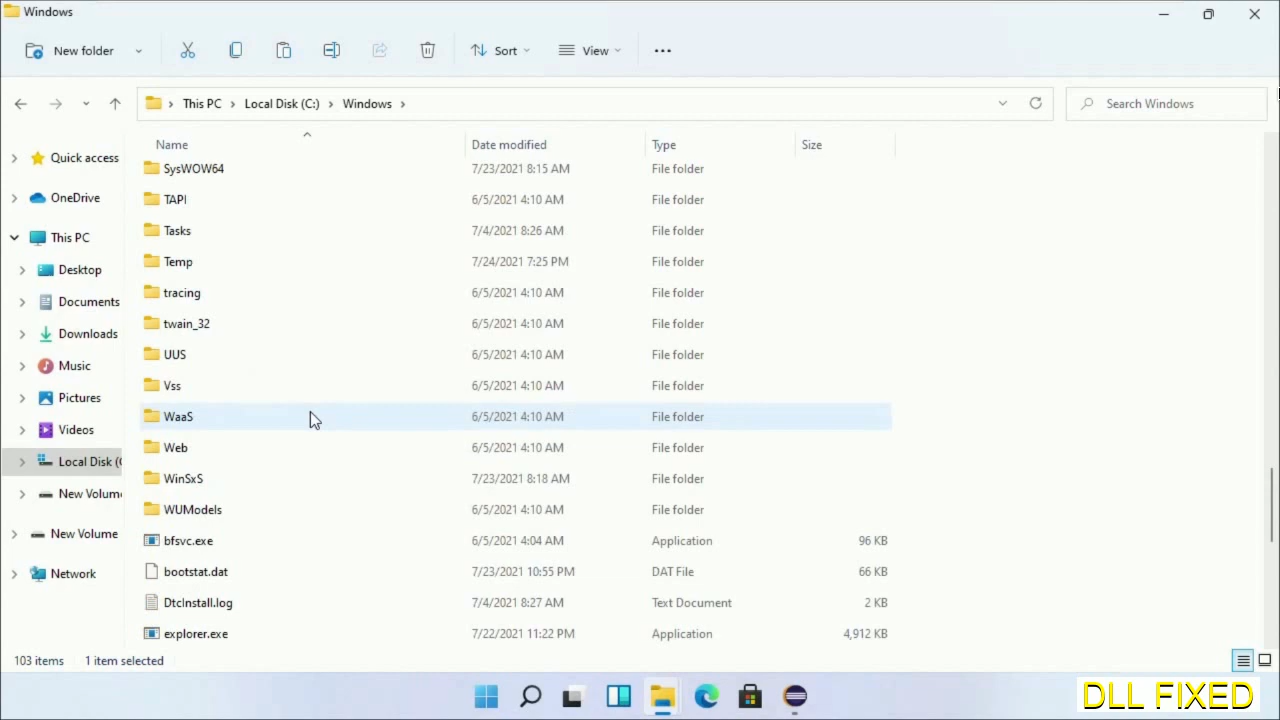 Windows
New folder
Sort
View
This PC
Local Disk (C:)
Windows
Search Windows
Name
Date modified
Type
Size
Quick access
OneDrive
This PC
Desktop
Documents
Downloads
Music
Pictures
Videos
Local Disk (
New Volum
New Volume
Network
SysWOW64 7/23/2021 8:15 AM File folder
TAPI 6/5/2021 4:10 AM File folder
Tasks 7/4/2021 8:26 AM File folder
Temp 7/24/2021 7:25 PM File folder
tracing 6/5/2021 4:10 AM File folder
twain_32 6/5/2021 4:10 AM File folder
UUS 6/5/2021 4:10 AM File folder
Vss 6/5/2021 4:10 AM File folder
WaaS 6/5/2021 4:10 AM File folder
Web 6/5/2021 4:10 AM File folder
WinSxS 7/23/2021 8:18 AM File folder
WUModels 6/5/2021 4:10 AM File folder
bfsvc.exe 6/5/2021 4:04 AM Application 96 KB
bootstat.dat 7/23/2021 10:55 PM DAT File 66 KB
DtcInstall.log 7/4/2021 8:27 AM Text Document 2 KB
explorer.exe 7/22/2021 11:22 PM Application 4,912 KB
103 items 1 item selected
DLL FIXED